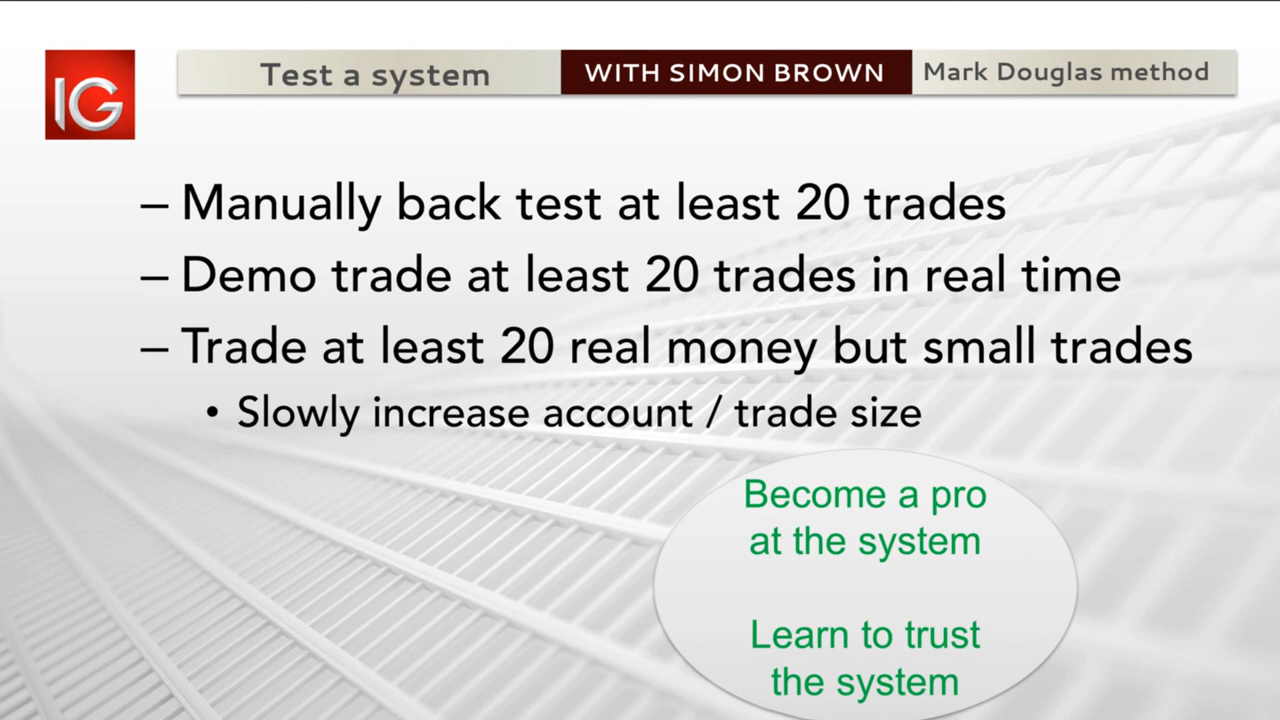 IG
Test a system
WITH SIMON BROWN
Mark Douglas method
– Manually back test at least 20 trades
– Demo trade at least 20 trades in real time
– Trade at least 20 real money but small trades
• Slowly increase account / trade size
Become a pro
at the system
Learn to trust
the system